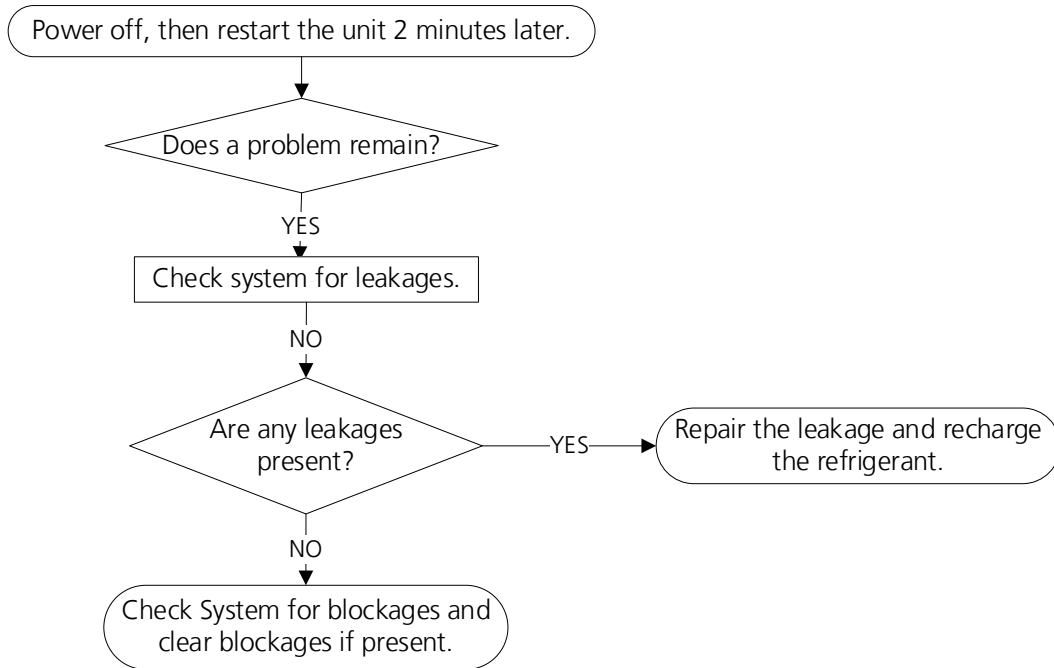 Power off, then restart the unit 2 minutes later.
Does a problem remain?
YES
Check system for leakages.
NO
Are any leakages
present?
YES
Repair the leakage and recharge
the refrigerant.
NO
Check System for blockages and
clear blockages if present.